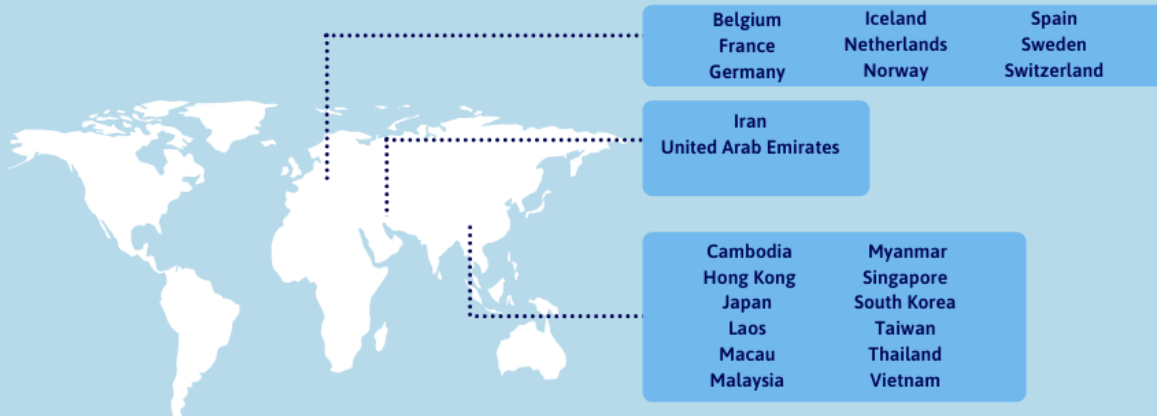 Belgium Iceland Spain
France Netherlands Sweden
Germany Norway Switzerland
Iran
United Arab Emirates
Cambodia Myanmar
Hong Kong Singapore
Japan South Korea
Laos Taiwan
Macau Thailand
Malaysia Vietnam